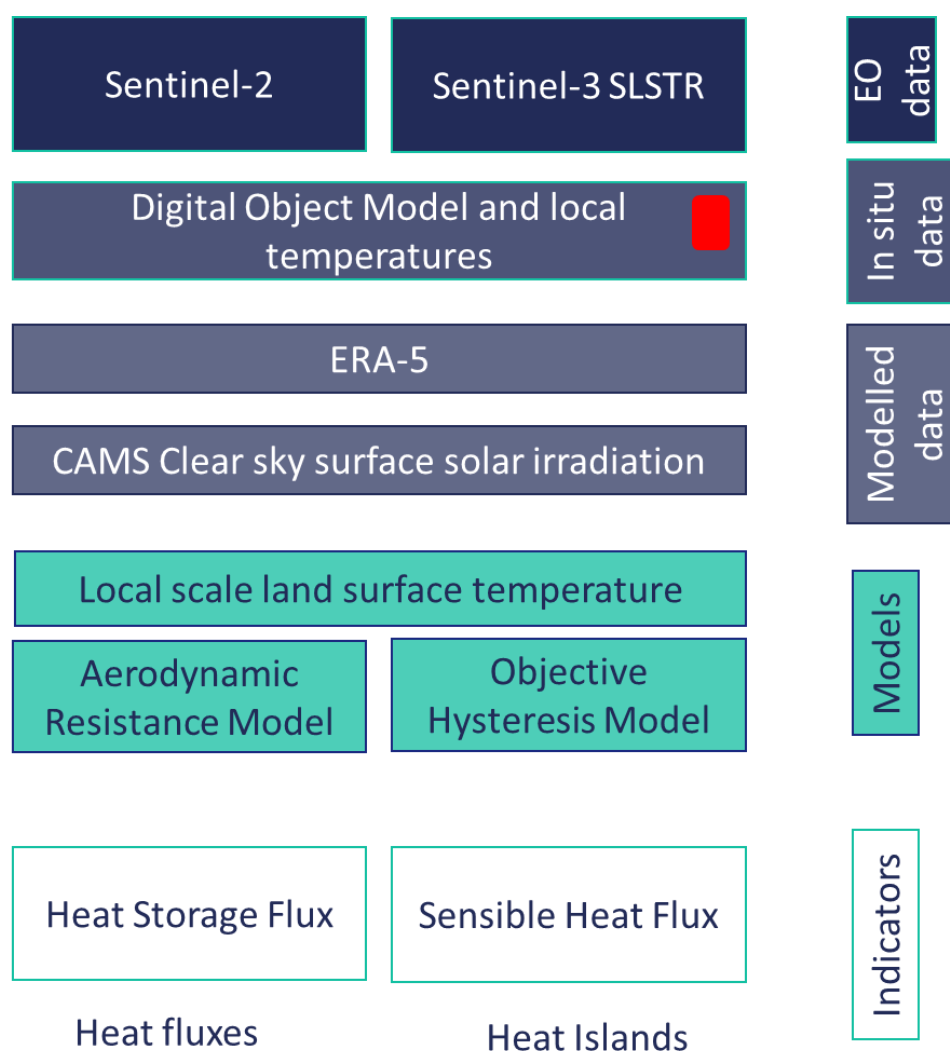 Sentinel-2
Sentinel-3 SLSTR
EO
data
Digital Object Model and local
temperatures
In situ
data
ERA-5
CAMS Clear sky surface solar irradiation
Modelled
data
Local scale land surface temperature
Aerodynamic
Resistance Model
Objective
Hysteresis Model
Models
Heat Storage Flux
Sensible Heat Flux
Indicators
Heat fluxes
Heat Islands